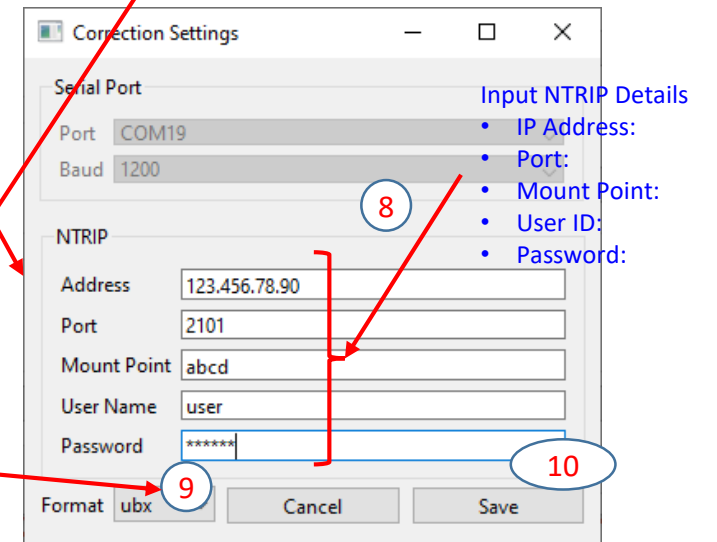 Correction Settings
Serial Port
Port COM19
Baud 1200
Input NTRIP Details
• IP Address:
• Port:
• Mount Point:
• User ID:
• Password:
8
NTRIP
Address 123.456.78.90
Port 2101
Mount Point abcd
User Name user
Password ******
10
9
Format ubx Cancel Save